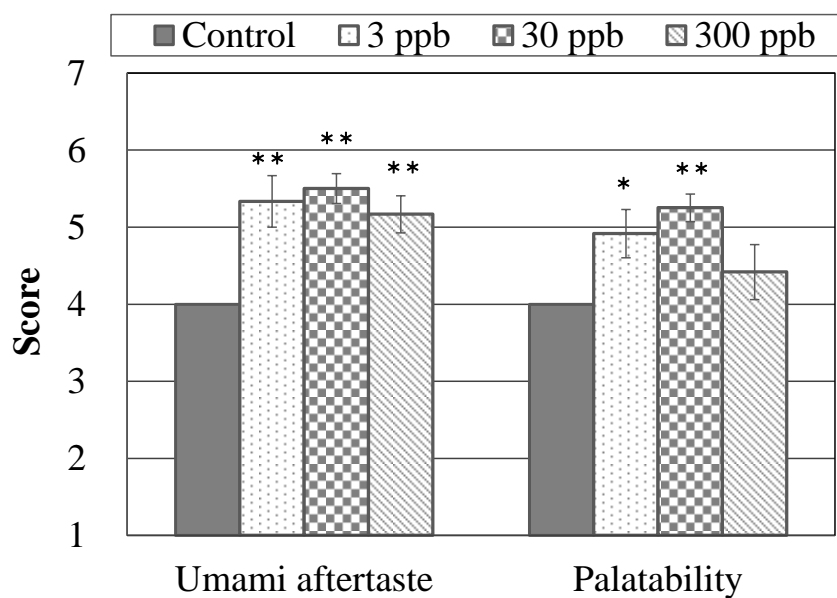 Control 3 ppb 30 ppb 300 ppb
7
6
5
4
3
2
1
Score
** ** ** * **
Umami aftertaste Palatability